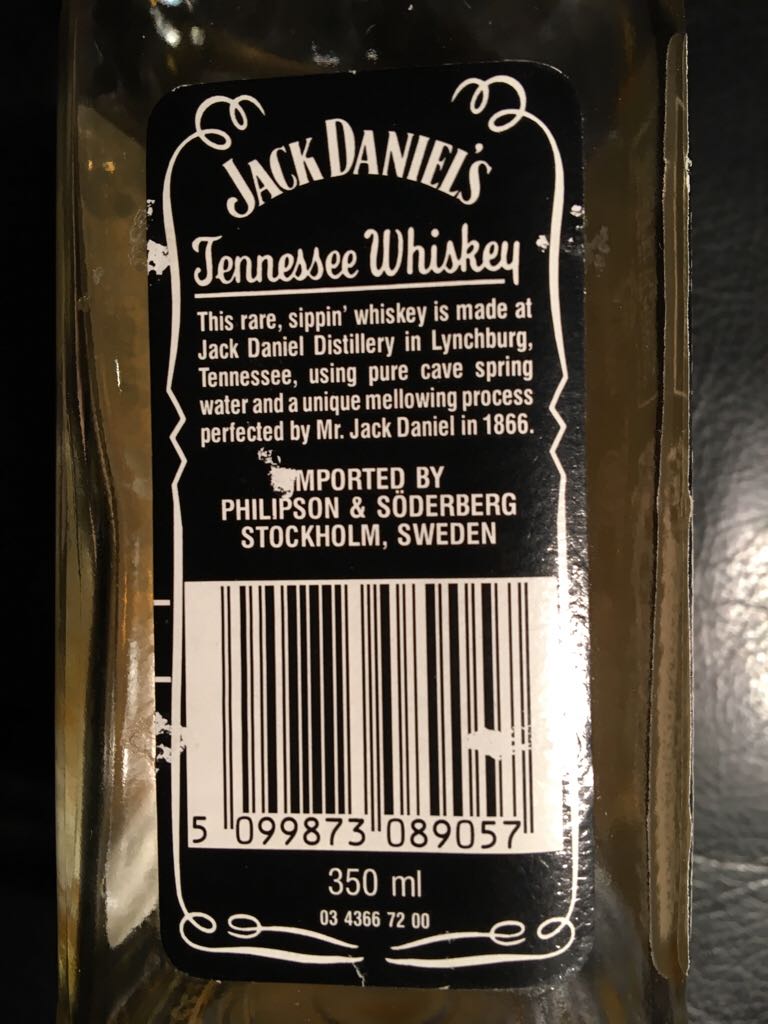 JACK DANIEL'S
Tennessee Whiskey
This rare, sippin' whiskey is made at
Jack Daniel Distillery in Lynchburg,
Tennessee, using pure cave spring
water and a unique mellowing process
perfected by Mr. Jack Daniel in 1866.
IMPORTED BY
PHILIPSON & SÖDERBERG
STOCKHOLM, SWEDEN
5 099873 089057
350 ml
03 4366 72 00